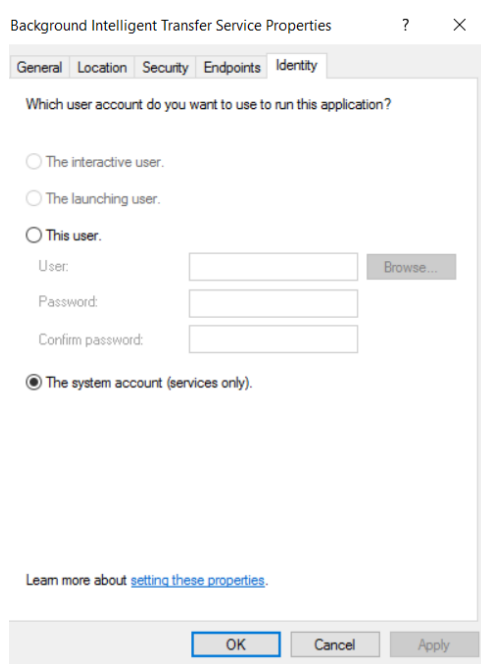 Background Intelligent Transfer Service Properties ? ×
General Location Security Endpoints Identity
Which user account do you want to use to run this application?
The interactive user.
The launching user.
This user.
User:
Browse...
Password:
Confirm password:
The system account (services only).
Learn more about setting these properties.
OK Cancel Apply